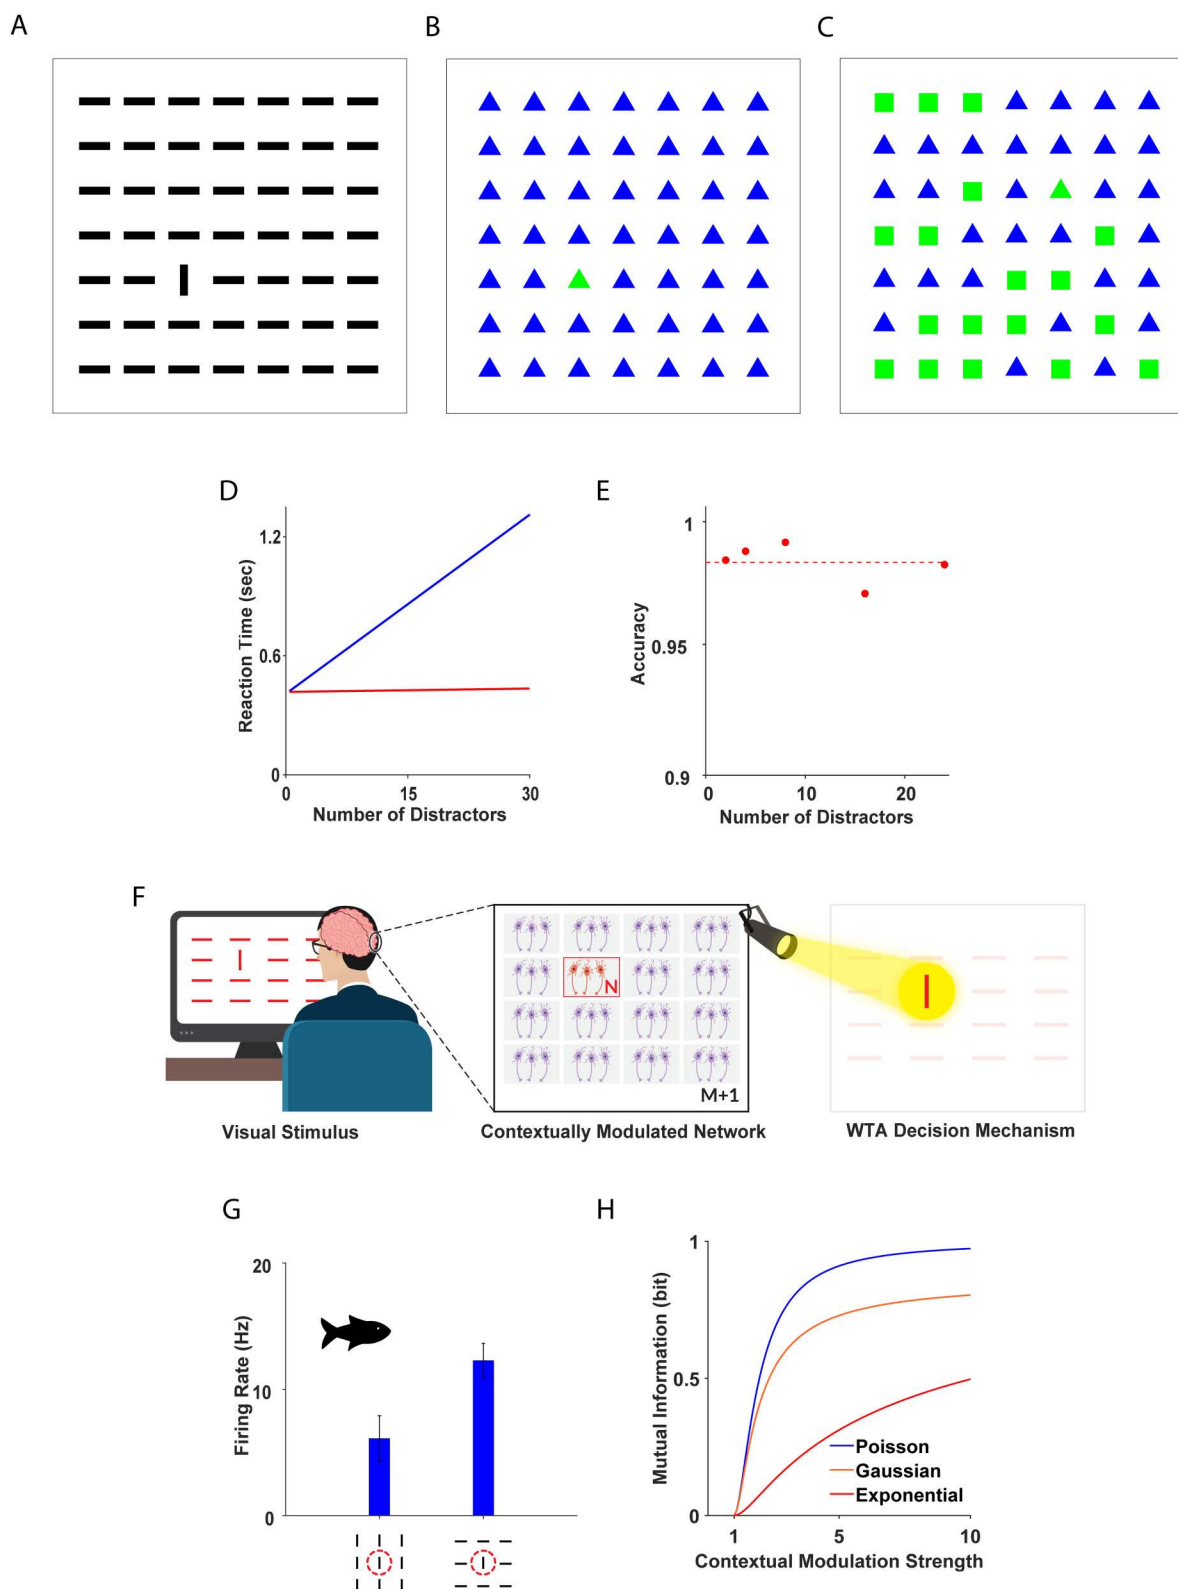 A
B
C
D
Reaction Time (sec)
1.2
0.6
0
0
15
30
Number of Distractors
E
Accuracy
1
0.95
0.9
0
10
20
Number of Distractors
F
N
M+1
Visual Stimulus
Contextually Modulated Network
WTA Decision Mechanism
G
Firing Rate (Hz)
20
10
0
H
Mutual Information (bit)
1
0.5
0
Poisson
Gaussian
Exponential
1
5
10
Contextual Modulation Strength